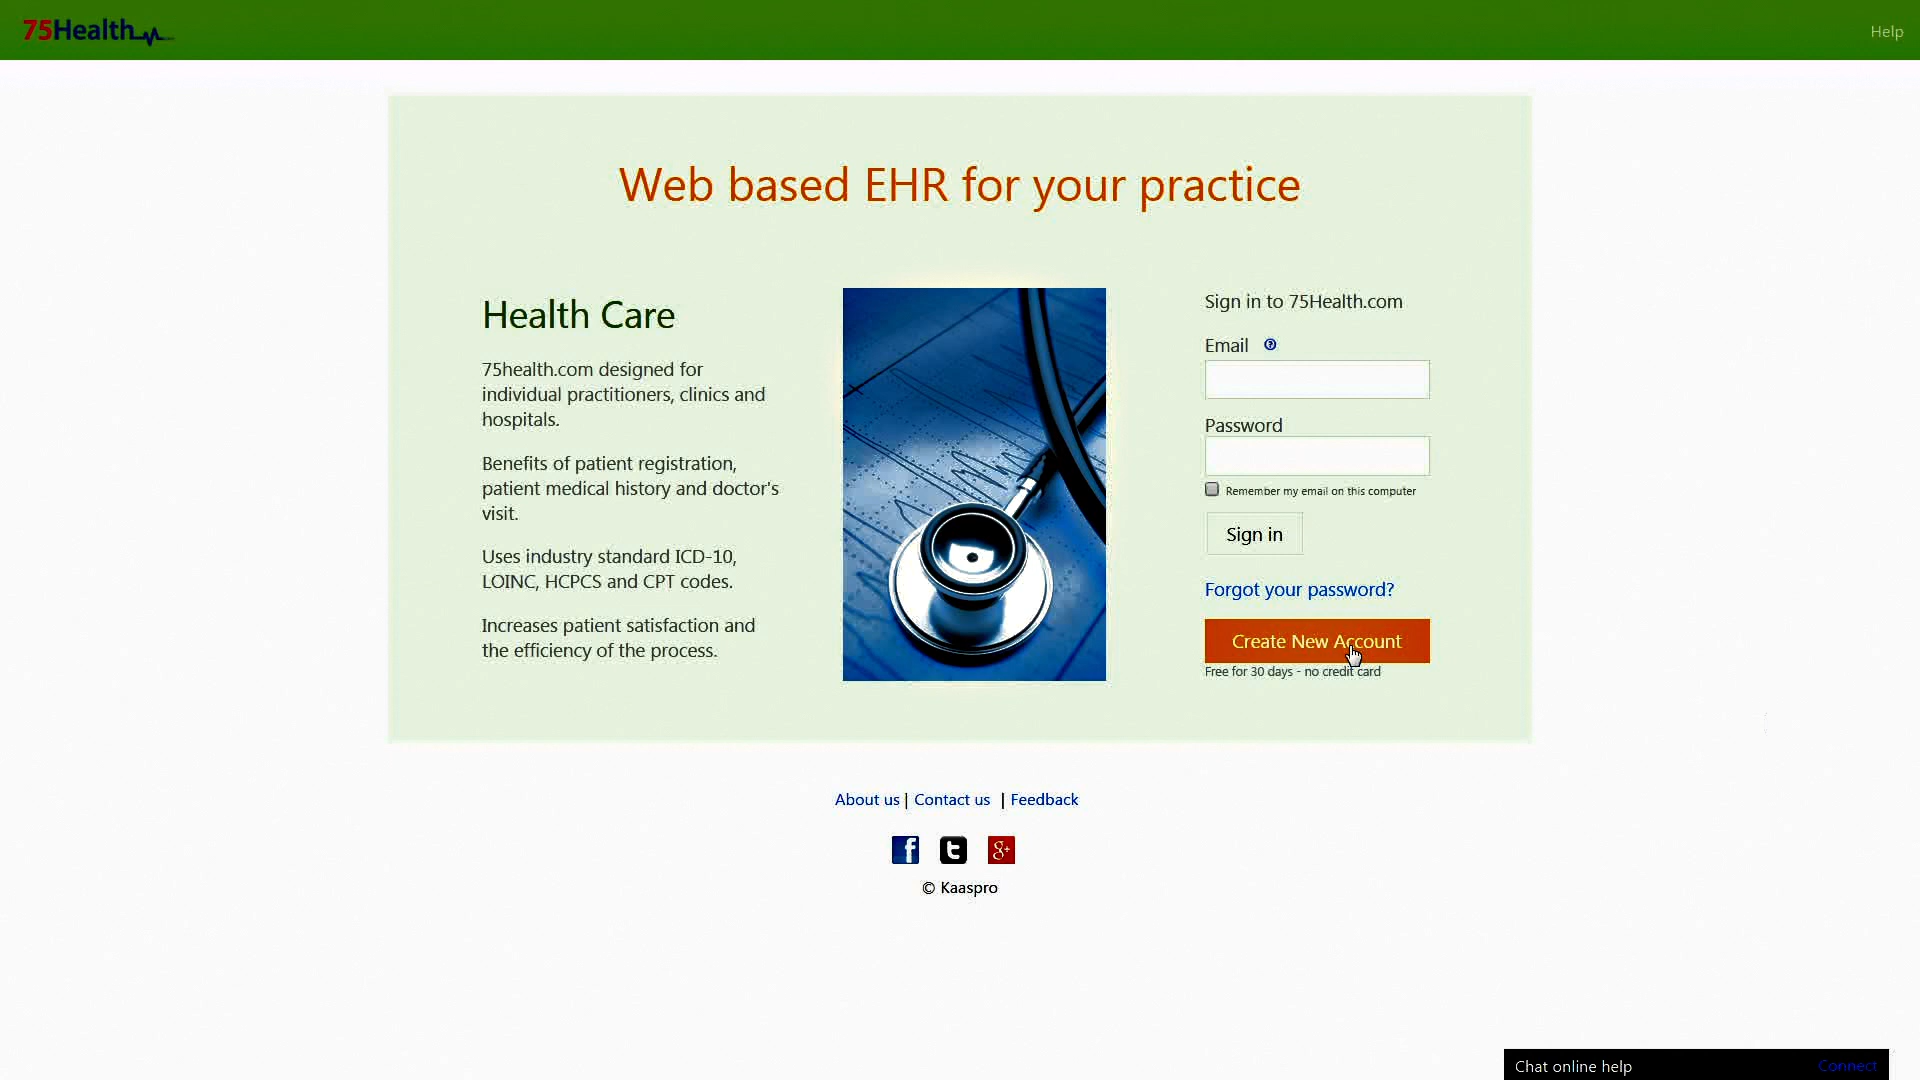 75Health
Help
Web based EHR for your practice
Health Care
75health.com designed for
individual practitioners, clinics and
hospitals.
Benefits of patient registration,
patient medical history and doctor's
visit.
Uses industry standard ICD-10,
LOINC, HCPCS and CPT codes.
Increases patient satisfaction and
the efficiency of the process.
Sign in to 75Health.com
Email
Password
Remember my email on this computer
Sign in
Forgot your password?
Create New Account
Free for 30 days - no credit card
About us | Contact us | Feedback
© Kaaspro
Chat online help
Connect